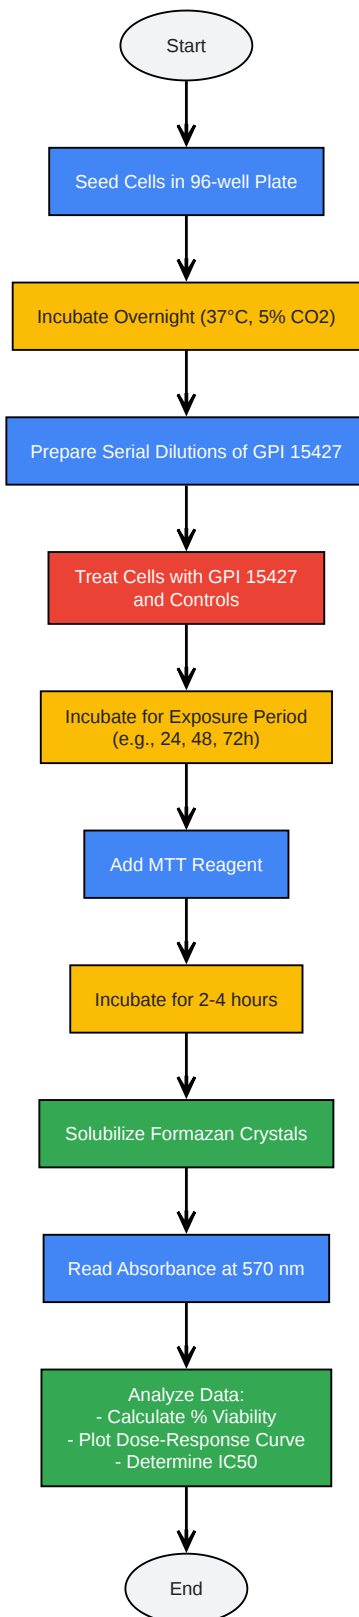 Start
Seed Cells in 96-well Plate
Incubate Overnight (37°C, 5% CO2)
Prepare Serial Dilutions of GPI 15427
Treat Cells with GPI 15427
and Controls
Incubate for Exposure Period
(e.g., 24, 48, 72h)
Add MTT Reagent
Incubate for 2-4 hours
Solubilize Formazan Crystals
Read Absorbance at 570 nm
Analyze Data:
- Calculate % Viability
- Plot Dose-Response Curve
- Determine IC50
End